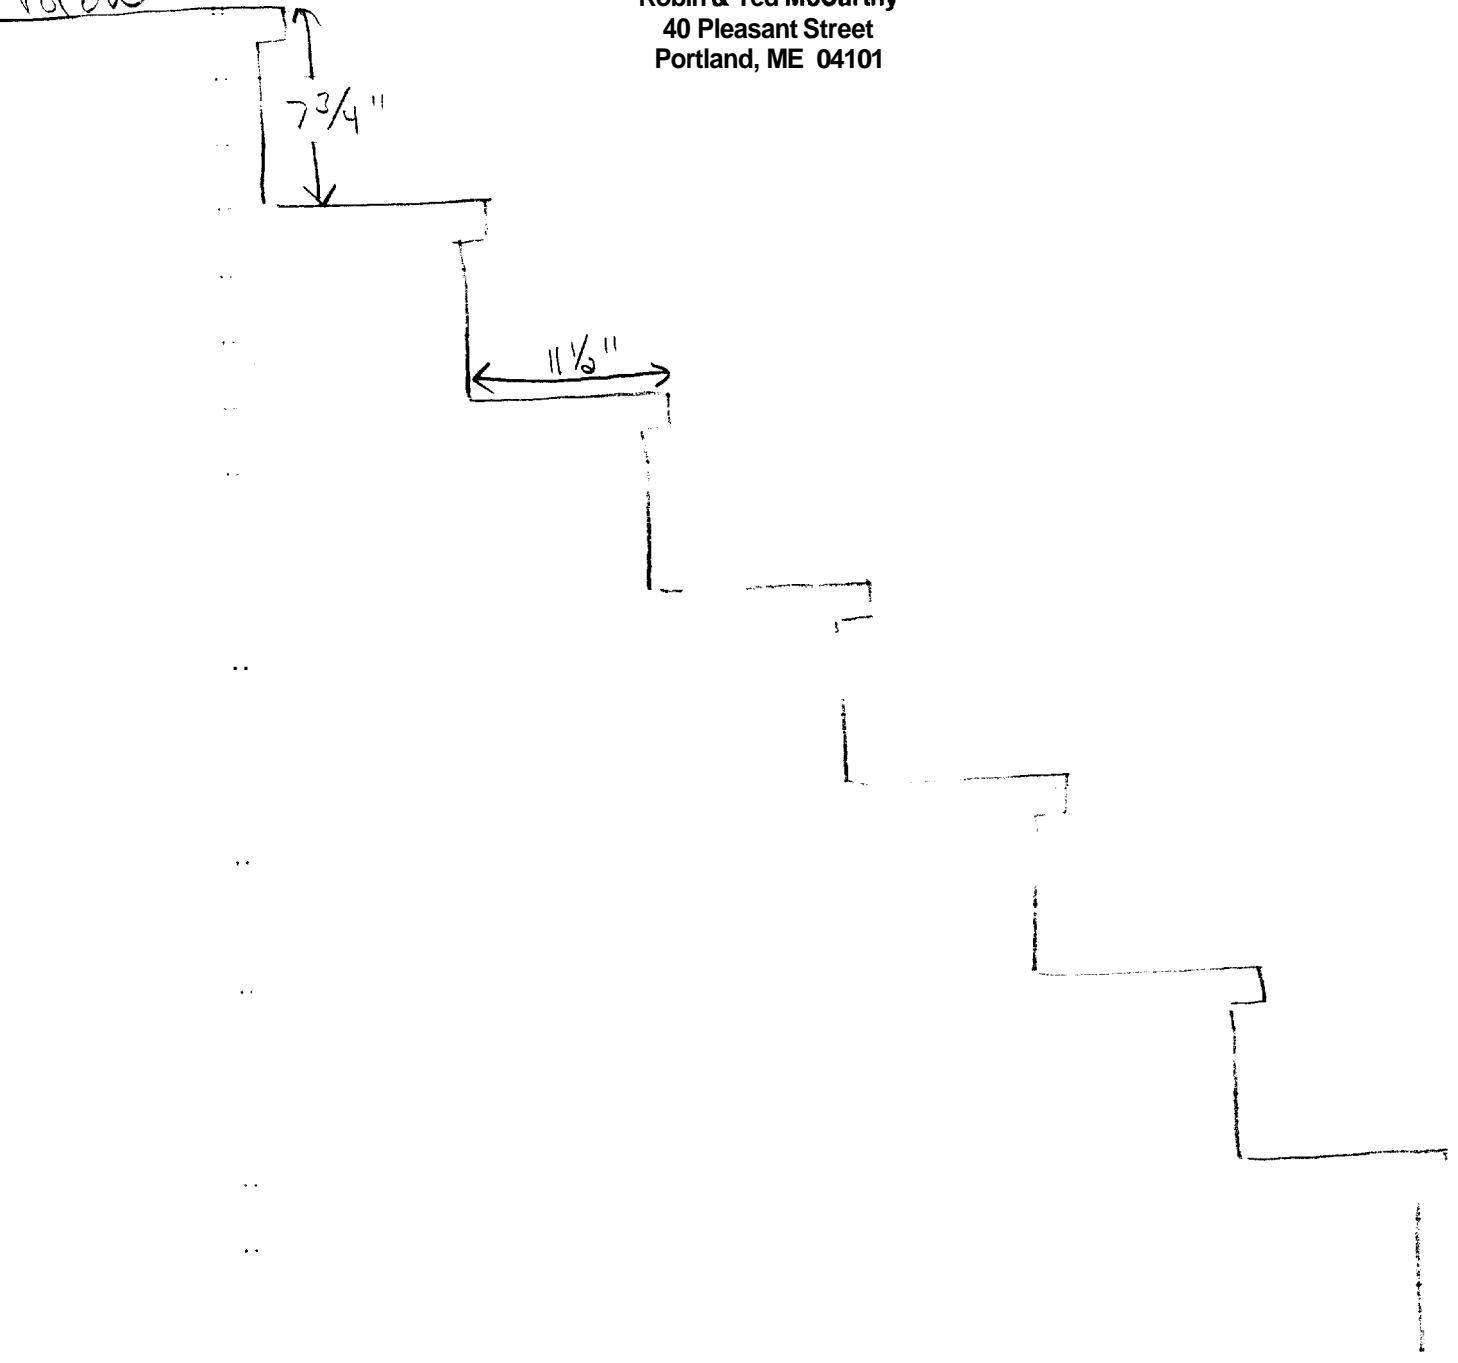 Robin & Ted McCarthy
40 Pleasant Street
Portland, ME 04101
7 3/4"
11 1/2"